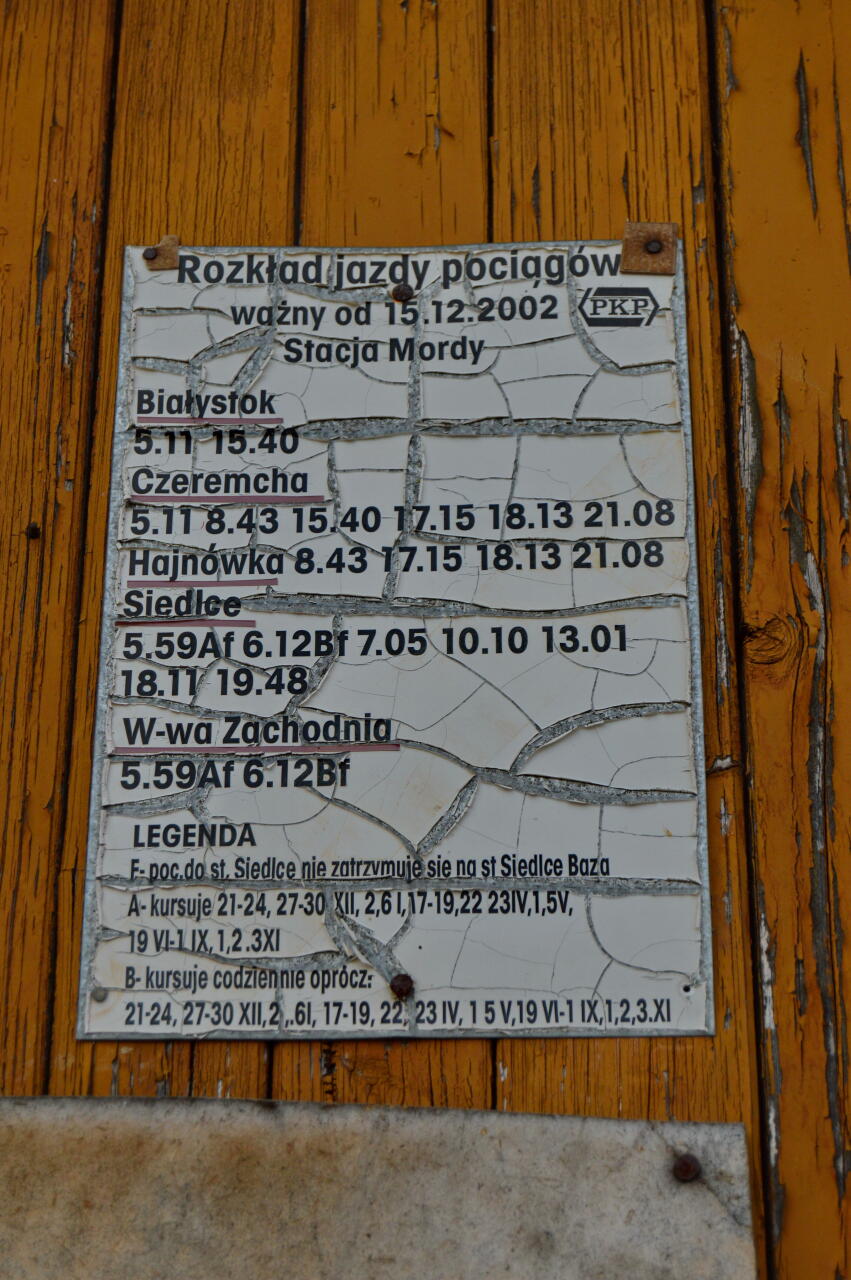 Rozkład jazdy pociągów
ważny od 15.12.2002 PKP
Stacja Mordy
Białystok
5.11 15.40
Czeremcha
5.11 8.43 15.40 17.15 18.13 21.08
Hajnówka 8.43 17.15 18.13 21.08
Siedlce
5.59Af 6.12Bf 7.05 10.10 13.01
18.11 19.48
W-wa Zachodnia
5.59Af 6.12Bf
LEGENDA
F- poc.do st. Siedlce nie zatrzymuje się na st Siedlce Baza
A- kursuje 21-24, 27-30 XII, 2,6 I,17-19,22 23IV,1,5V,
19 VI-1 IX,1,2.3XI
B- kursuje codziennie oprócz:
21-24, 27-30 XII,2,.6I, 17-19, 22, 23 IV, 1 5 V,19 VI-1 IX,1,2,3.XI